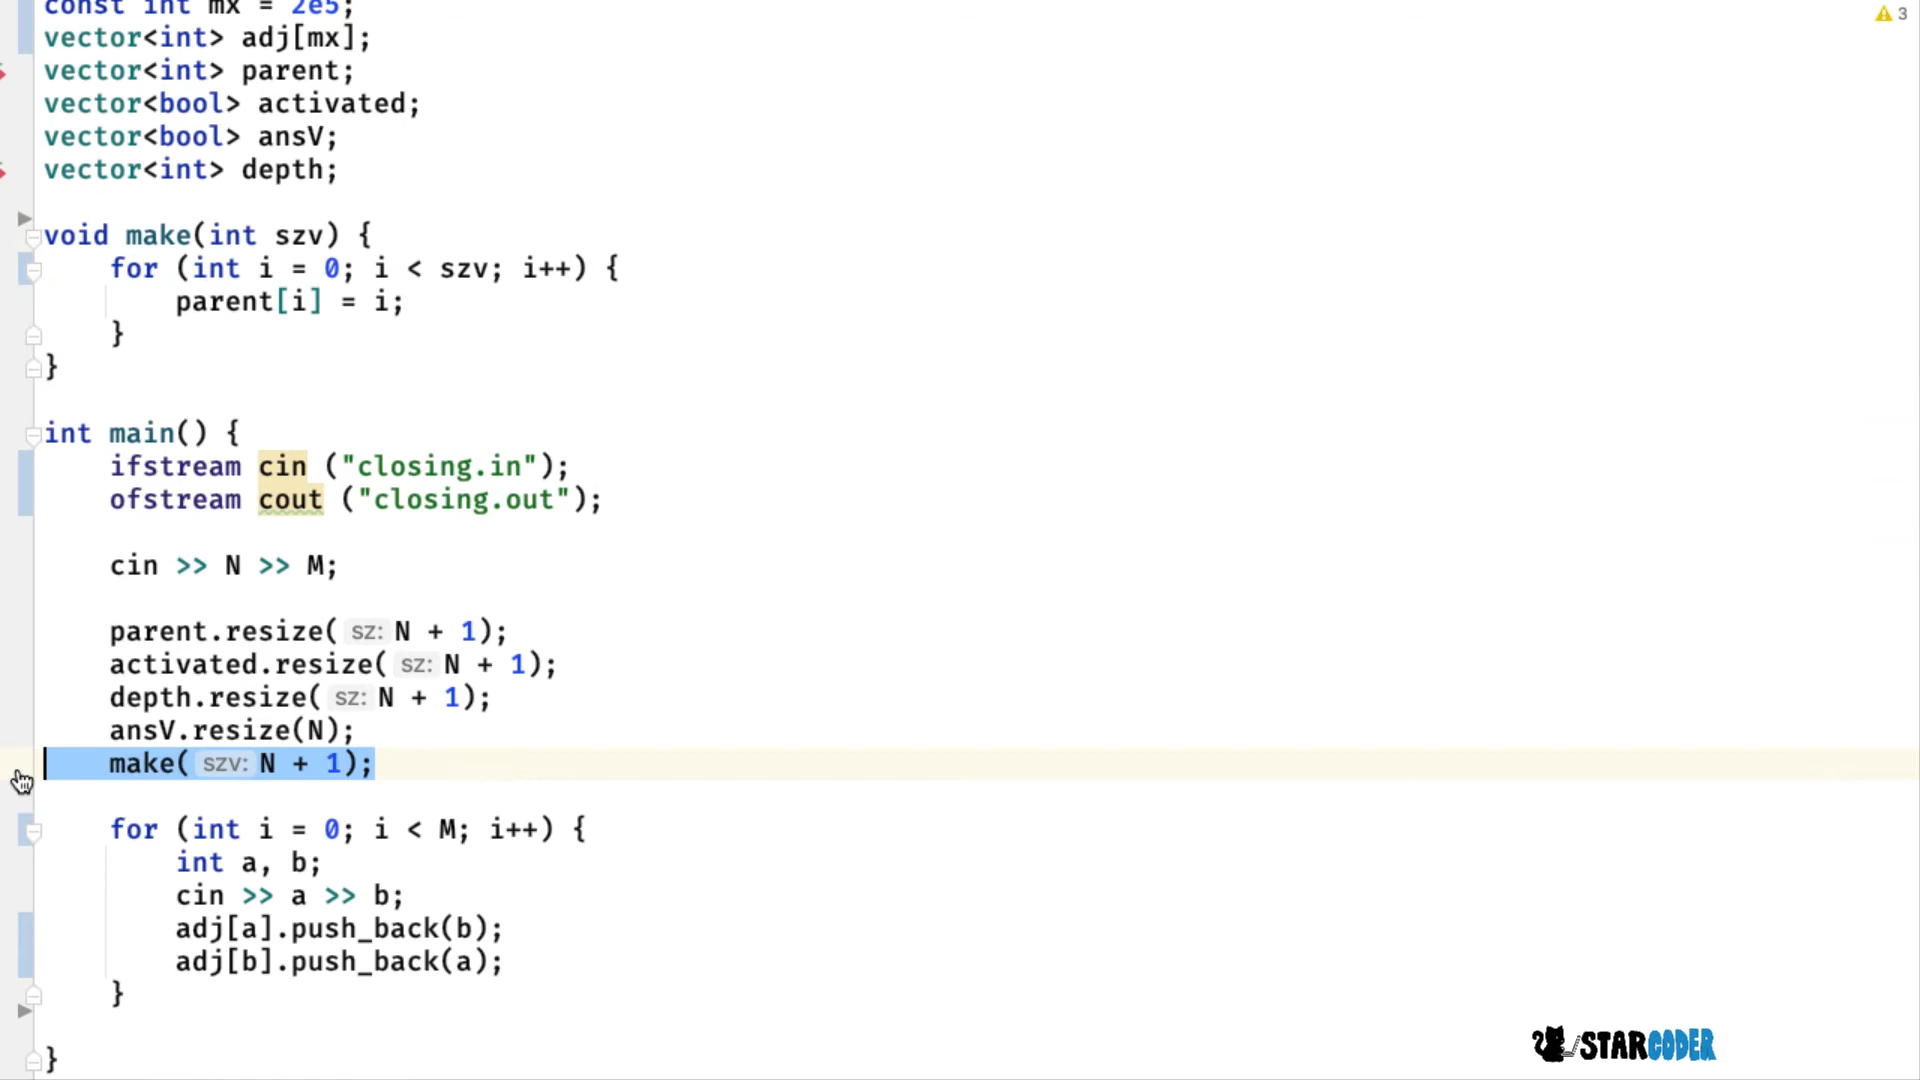 const int mx = 2e5;
3
vector<int> adj[mx];
vector<int> parent;
vector<bool> activated;
vector<bool> ansV;
vector<int> depth;
void make(int szv) {
for (int i = 0; i < szv; i++) {
parent[i] = i;
}
}
int main() {
ifstream cin ("closing.in");
ofstream cout ("closing.out");
cin >> N >> M;
parent.resize( sz: N + 1);
activated.resize( sz: N + 1);
depth.resize( sz: N + 1);
ansV.resize(N);
make( szv: N + 1);
for (int i = 0; i < M; i++) {
int a, b;
cin >> a >> b;
adj[a].push_back(b);
adj[b].push_back(a);
}
}
STARCODER